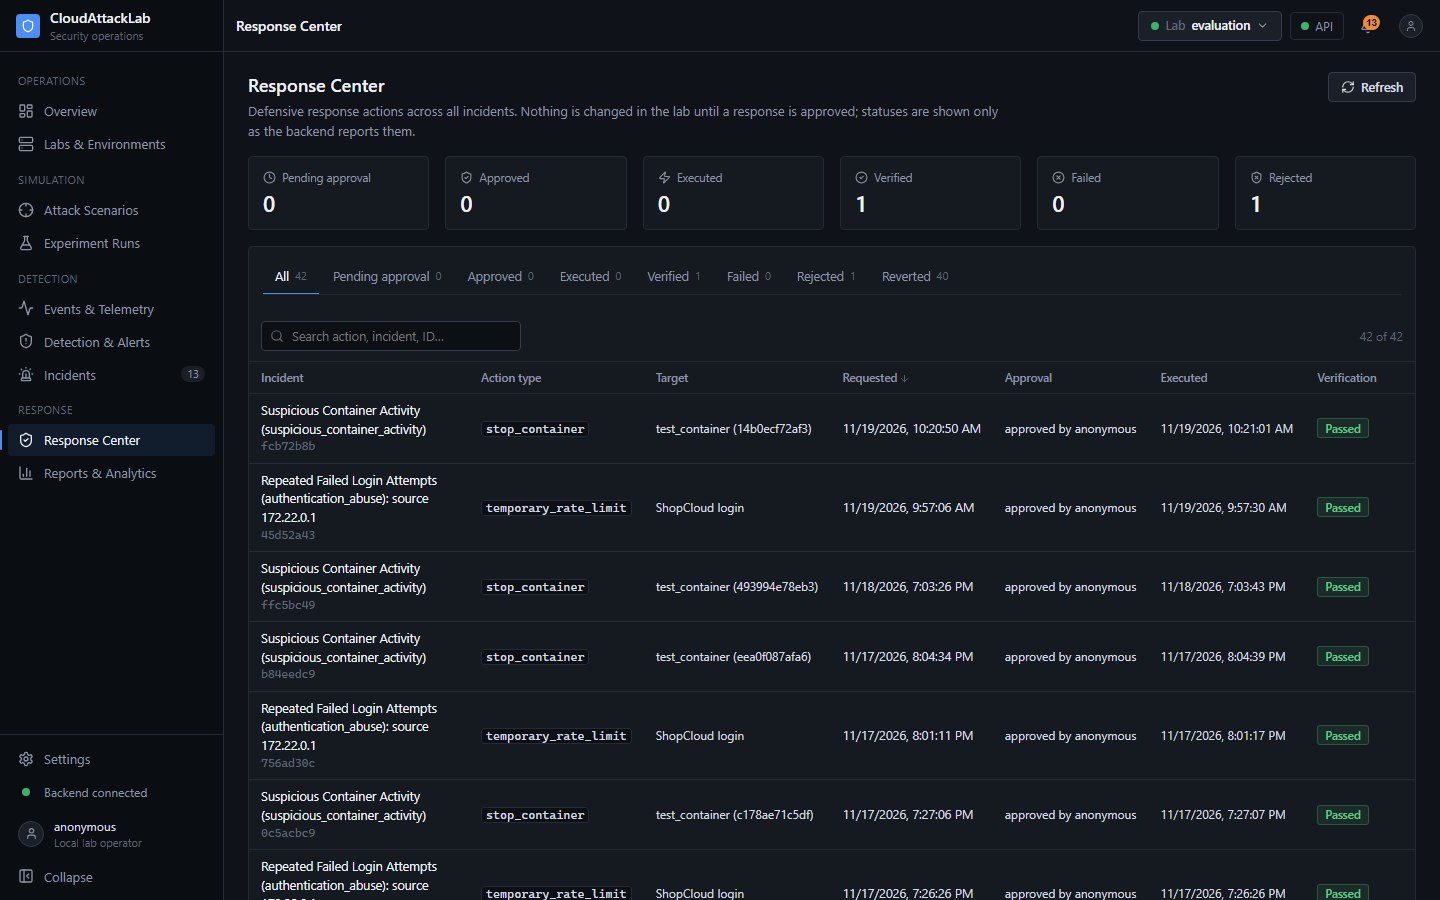 CloudAttackLab
Security operations
Response Center
Lab evaluation
API
13
OPERATIONS
Overview
Labs & Environments
SIMULATION
Attack Scenarios
Experiment Runs
DETECTION
Events & Telemetry
Detection & Alerts
Incidents 13
RESPONSE
Response Center
Reports & Analytics
Settings
Backend connected
anonymous
Local lab operator
Collapse
Response Center
Refresh
Defensive response actions across all incidents. Nothing is changed in the lab until a response is approved; statuses are shown only
as the backend reports them.
Pending approval
0
Approved
0
Executed
0
Verified
1
Failed
0
Rejected
1
All 42 Pending approval 0 Approved 0 Executed 0 Verified 1 Failed 0 Rejected 1 Reverted 40
Search action, incident, ID...
42 of 42
Incident Action type Target Requested ↓ Approval Executed Verification
Suspicious Container Activity
(suspicious_container_activity)
fcb72b8b
stop_container test_container (14b0ecf72af3) 11/19/2026, 10:20:50 AM approved by anonymous 11/19/2026, 10:21:01 AM Passed
Repeated Failed Login Attempts
(authentication_abuse): source
172.22.0.1
45d52a43
temporary_rate_limit ShopCloud login 11/19/2026, 9:57:06 AM approved by anonymous 11/19/2026, 9:57:30 AM Passed
Suspicious Container Activity
(suspicious_container_activity)
ffc5bc49
stop_container test_container (493994e78eb3) 11/18/2026, 7:03:26 PM approved by anonymous 11/18/2026, 7:03:43 PM Passed
Suspicious Container Activity
(suspicious_container_activity)
b84eedc9
stop_container test_container (eea0f087afa6) 11/17/2026, 8:04:34 PM approved by anonymous 11/17/2026, 8:04:39 PM Passed
Repeated Failed Login Attempts
(authentication_abuse): source
172.22.0.1
756ad30c
temporary_rate_limit ShopCloud login 11/17/2026, 8:01:11 PM approved by anonymous 11/17/2026, 8:01:17 PM Passed
Suspicious Container Activity
(suspicious_container_activity)
0c5acbc9
stop_container test_container (c178ae71c5df) 11/17/2026, 7:27:06 PM approved by anonymous 11/17/2026, 7:27:07 PM Passed
Repeated Failed Login Attempts
(authentication_abuse): source
temporary_rate_limit ShopCloud login 11/17/2026, 7:26:26 PM approved by anonymous 11/17/2026, 7:26:26 PM Passed